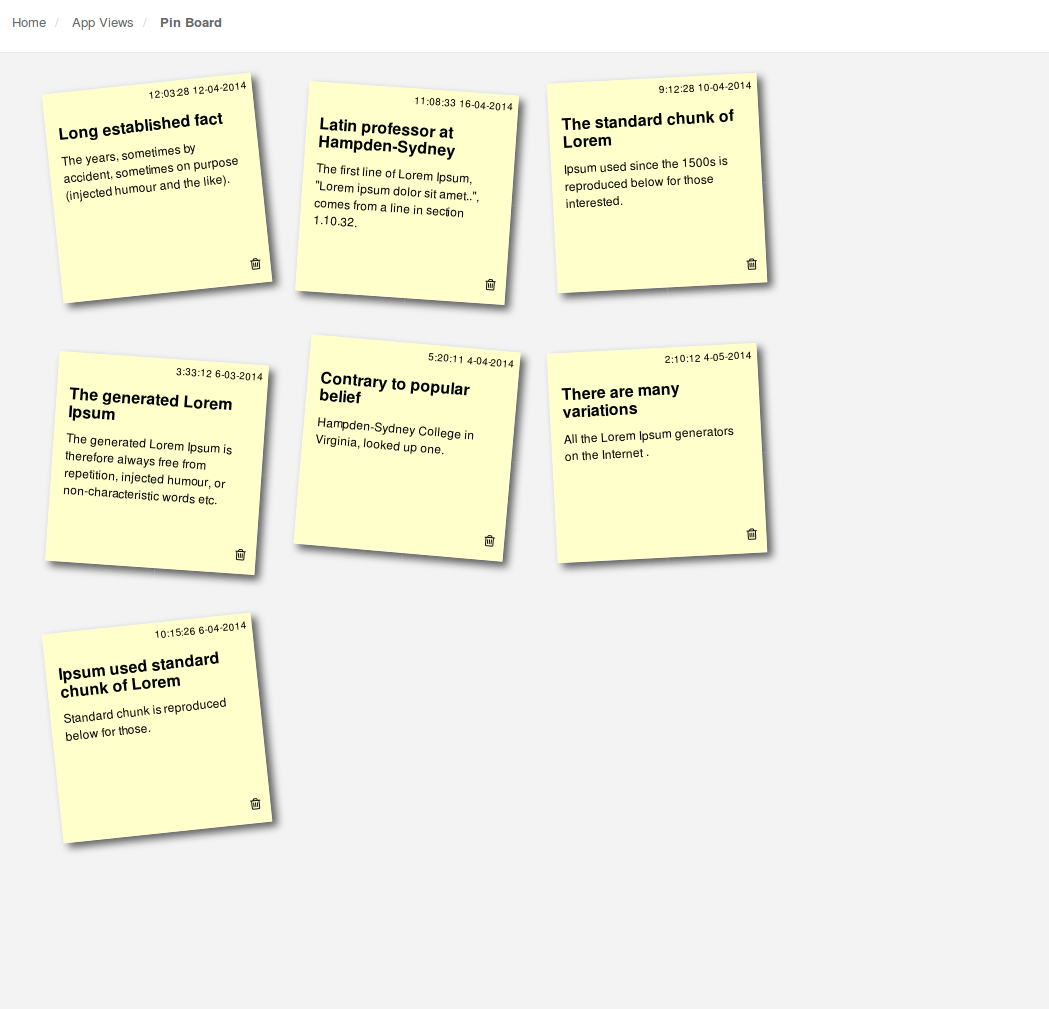 Home / App Views / Pin Board
12:03:28 12-04-2014
Long established fact
The years, sometimes by
accident, sometimes on purpose
(injected humour and the like).
11:08:33 16-04-2014
Latin professor at
Hampden-Sydney
The first line of Lorem Ipsum,
"Lorem ipsum dolor sit amet..",
comes from a line in section
1.10.32.
9:12:28 10-04-2014
The standard chunk of
Lorem
Ipsum used since the 1500s is
reproduced below for those
interested.
3:33:12 6-03-2014
The generated Lorem
Ipsum
The generated Lorem Ipsum is
therefore always free from
repetition, injected humour, or
non-characteristic words etc.
5:20:11 4-04-2014
Contrary to popular
belief
Hampden-Sydney College in
Virginia, looked up one.
2:10:12 4-05-2014
There are many
variations
All the Lorem Ipsum generators
on the Internet .
10:15:26 6-04-2014
Ipsum used standard
chunk of Lorem
Standard chunk is reproduced
below for those.